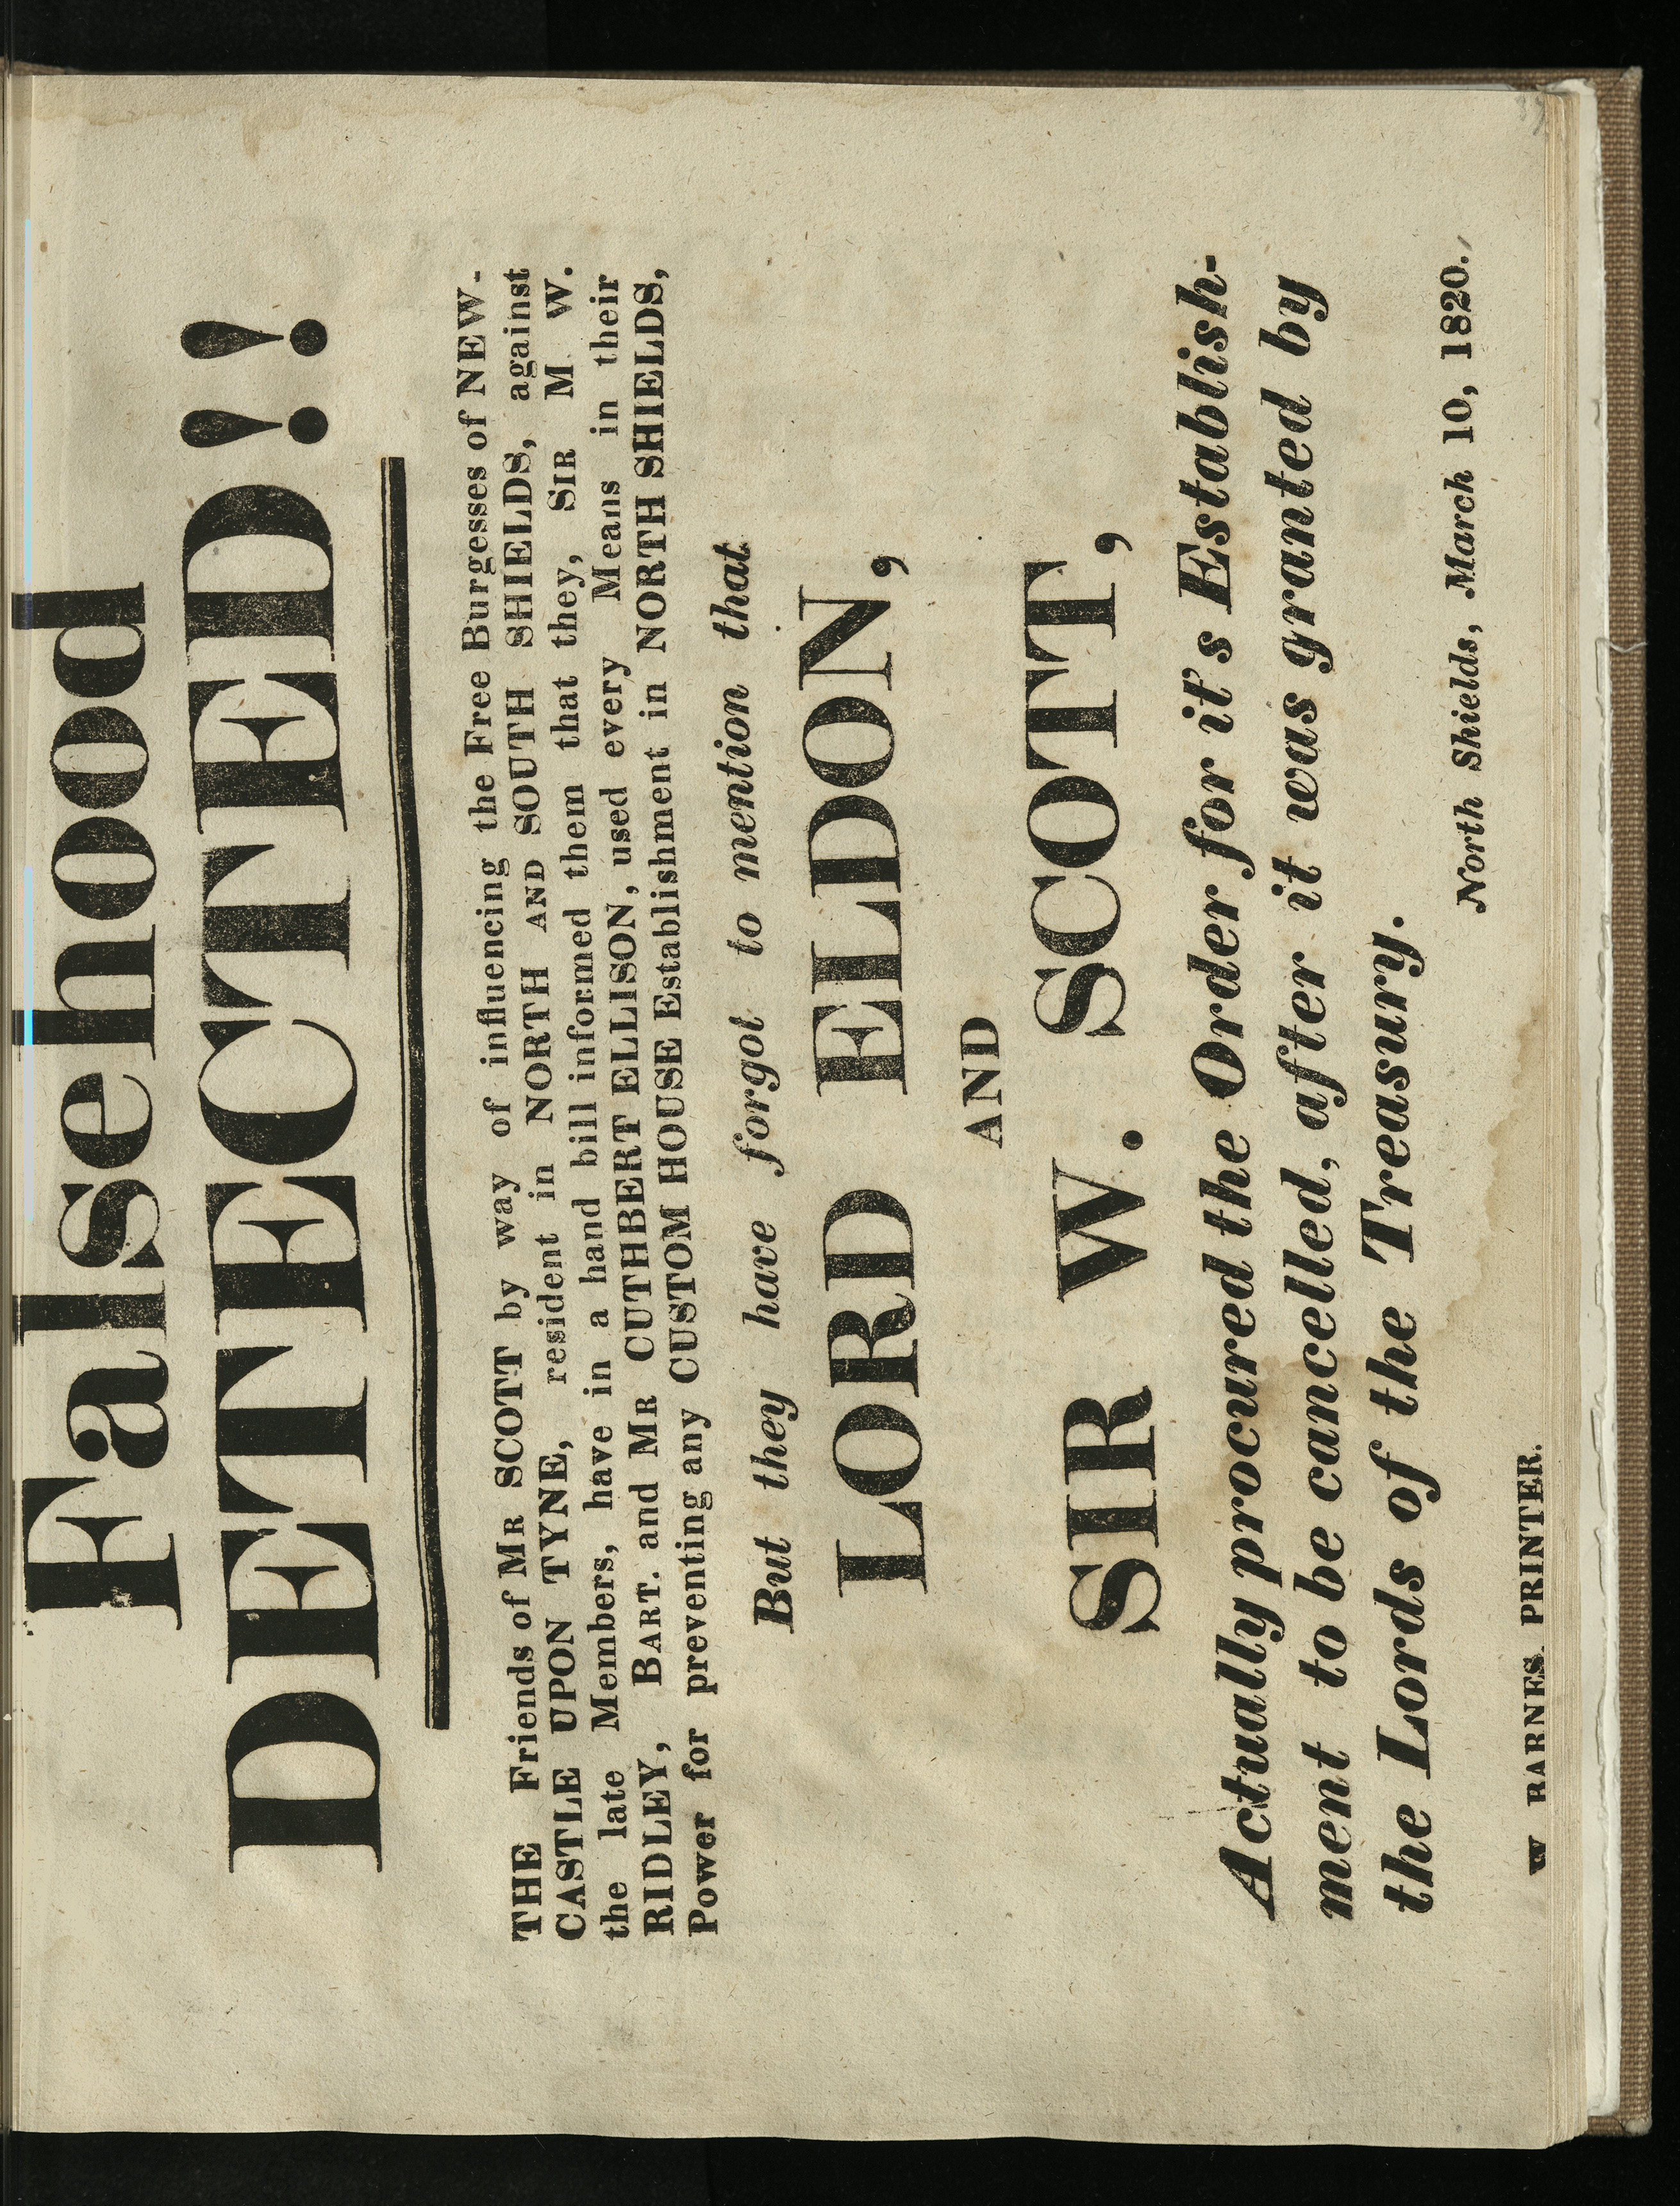 Falsehood
DETECTED!!
THE Friends of MR SCOTT by way of influencing the Free Burgesses of NEW-
CASTLE UPON TYNE, resident in NORTH AND SOUTH SHIELDS, against
the late Members, have in a hand bill informed them that they, SIR M W.
RIDLEY, BART. and MR CUTHBERT ELLISON, used every Means in their
Power for preventing any CUSTOM HOUSE Establishment in NORTH SHIELDS,
But they have forgot to mention that
LORD ELDON,
AND
SIR W. SCOTT,
Actually procured the Order for it's Establish-
ment to be cancelled, after it was granted by
the Lords of the Treasury.
North Shields, March 10, 1820.
W BARNES PRINTER.